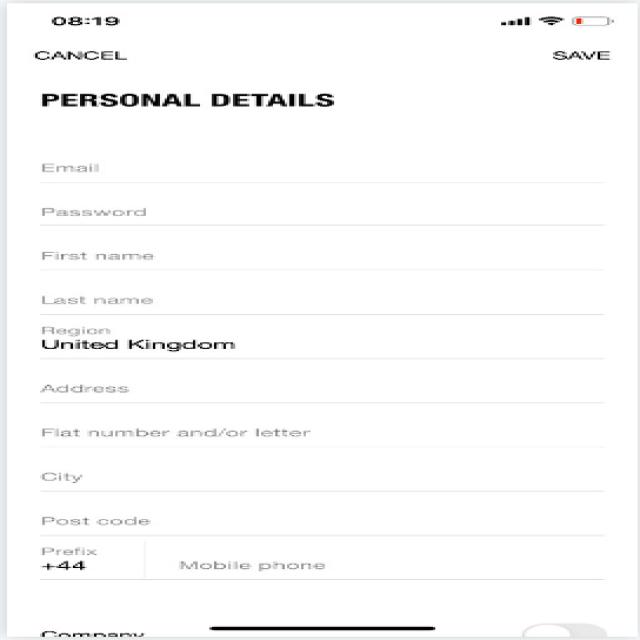 08:19
CANCEL SAVE
PERSONAL DETAILS
Email
Password
First name
Last name
Region
United Kingdom
Address
Flat number and/or letter
City
Post code
Prefix
+44 Mobile phone
Company